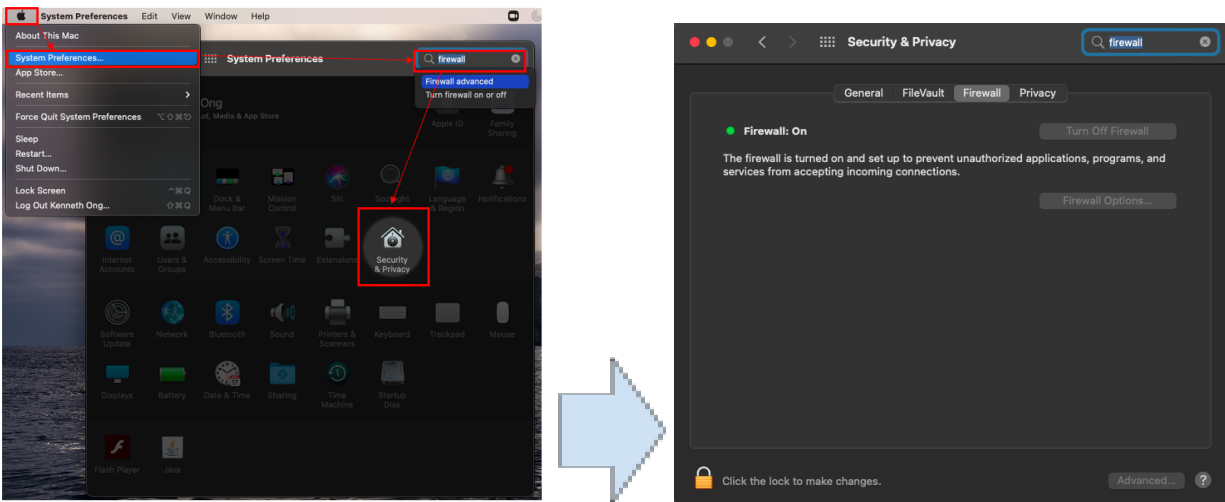 System Preferences Edit View Window Help
About This Mac
System Preferences...
App Store...
Recent Items
Force Quit System Preferences ⌥⇧⌘⎋
Sleep
Restart...
Shut Down...
Lock Screen ^⌘Q
Log Out Kenneth Ong... ⇧⌘Q
System Preferences
firewall
Firewall advanced
Turn firewall on or off
Ong
ud, Media & App Store
Apple ID
Family
Sharing
Dock &
Menu Bar
Mission
Control
Siri
Spotlight
Language
& Region
Notifications
Internet
Accounts
Users &
Groups
Accessibility
Screen Time
Extensions
Security
& Privacy
Software
Update
Network
Bluetooth
Sound
Printers &
Scanners
Keyboard
Trackpad
Mouse
Displays
Battery
Date & Time
Sharing
Time
Machine
Startup
Disk
Flash Player
Java
Security & Privacy
firewall
General FileVault Firewall Privacy
Firewall: On
Turn Off Firewall
The firewall is turned on and set up to prevent unauthorized applications, programs, and
services from accepting incoming connections.
Firewall Options...
Click the lock to make changes.
Advanced... ?